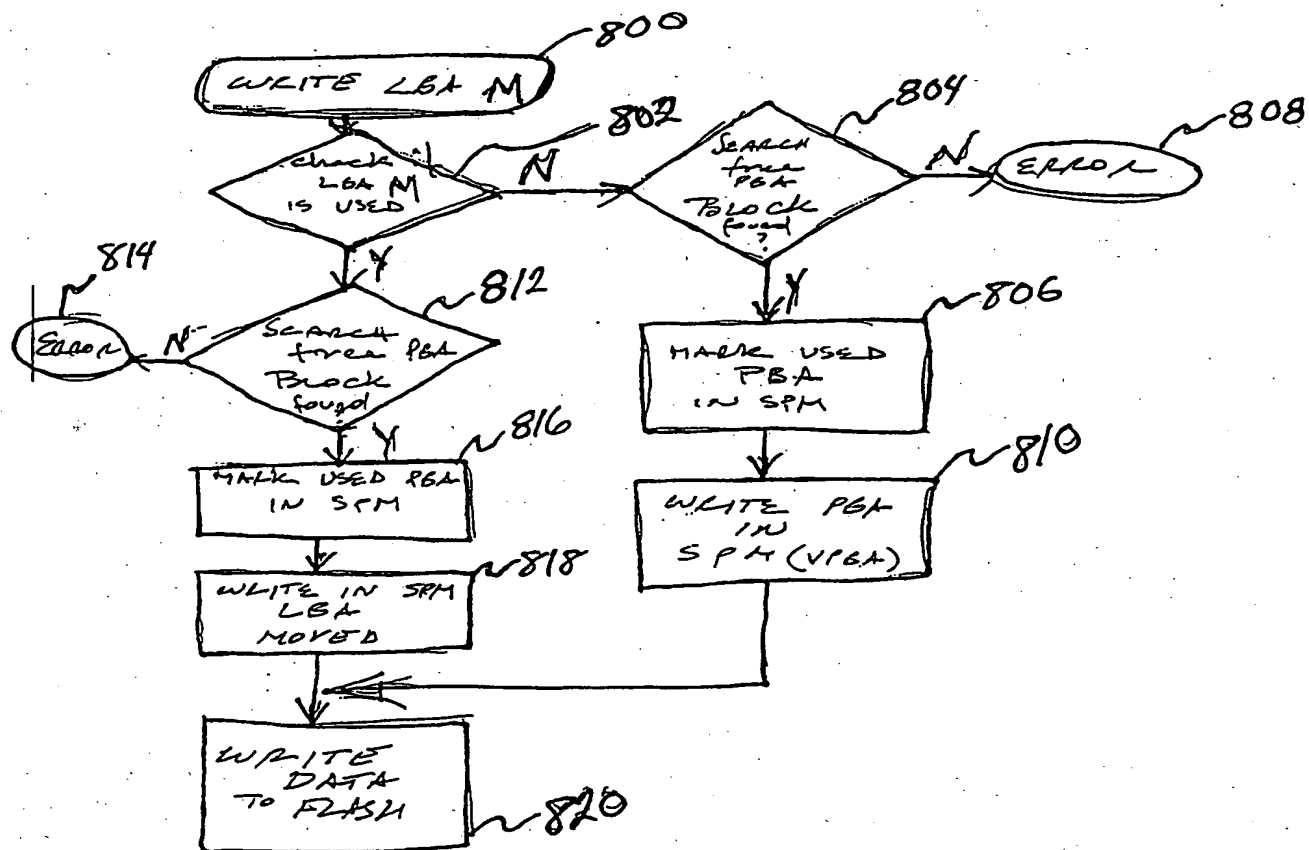 800
WRITE LBA M
802
check
LBA M
IS USED
N
804
SEARCH
free
PBA
BLOCK
found
?
N
808
ERROR
Y
Y
814
ERROR
N
812
SEARCH
free PBA
BLOCK
found
?
806
MARK USED
PBA
IN SPM
Y
816
MARK USED PBA
IN SPM
810
WRITE PBA
IN
SPM (VPBA)
818
WRITE IN SPM
LBA
MOVED
WRITE
DATA
TO FLASH
820